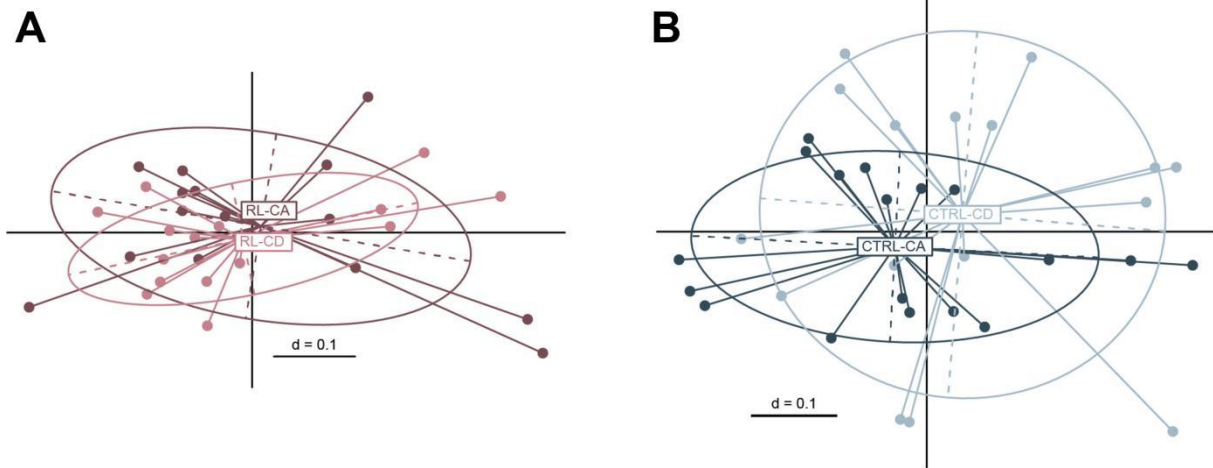 A
RL-CA
RL-CD
d = 0.1
B
CTRL-CD
CTRL-CA
d = 0.1